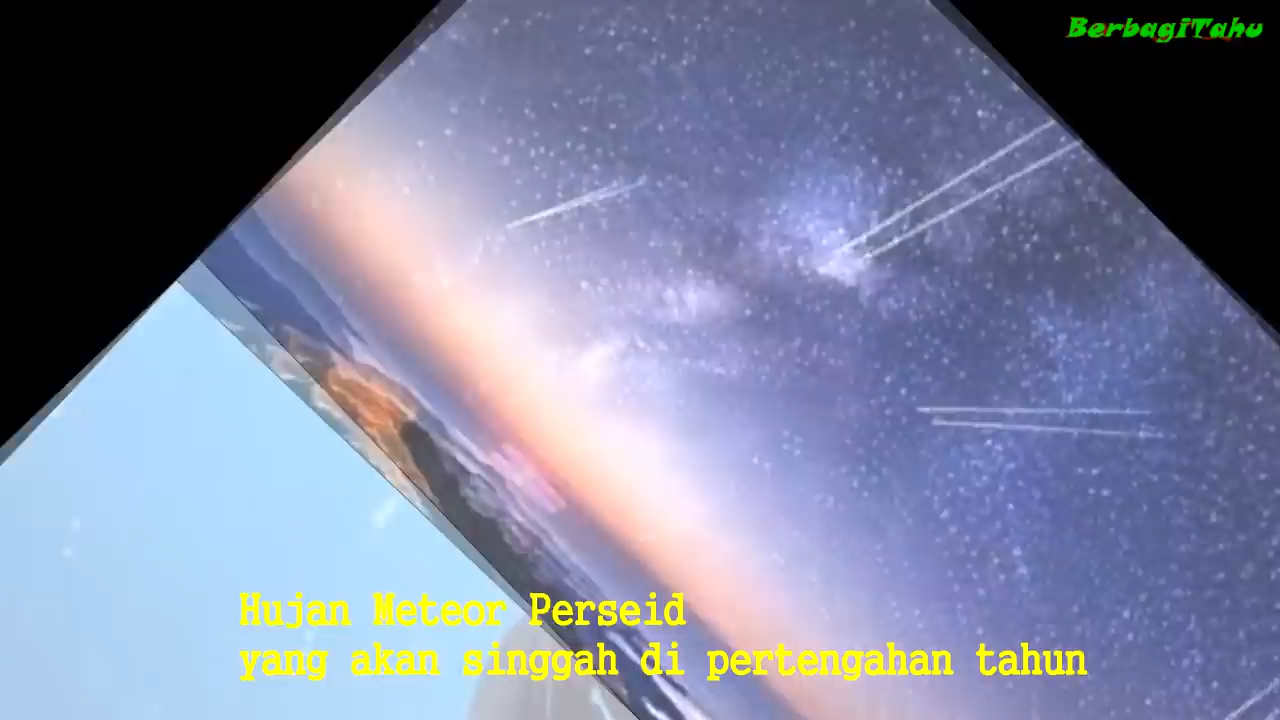 BerbagiTahu
Hujan Meteor Perseid
yang akan singgah di pertengahan tahun